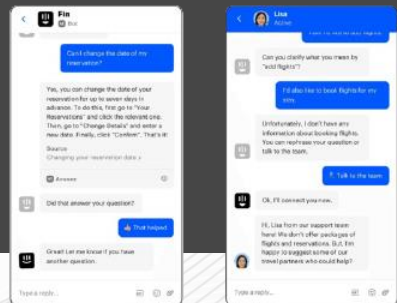 Fin
Bot
Can I change the date of my
reservation?
Yes, you can change the date of your
reservation for up to seven days in
advance. To do this, first go to "Your
Reservations" and click the relevant one.
Then, go to "Change Details" and enter a
new date. Finally, click "Confirm". That's it!
Source
Changing your reservation date
Answer
Did that answer your question?
👍 That helped
Great! Let me know if you have
another question.
Type a reply...
Lisa
Active
Can you clarify what you mean by
"add flights"?
I'd also like to book flights for my
Unfortunately, I don't have any
information about booking flights.
You can rephrase your question or
talk to the team.
Talk to the team
Ok, I'll connect you now.
Hi, Lisa from our support team
here! We don't offer packages of
flights and reservations. But, I'm
happy to suggest some of our
travel partners who could help?
Type a reply...